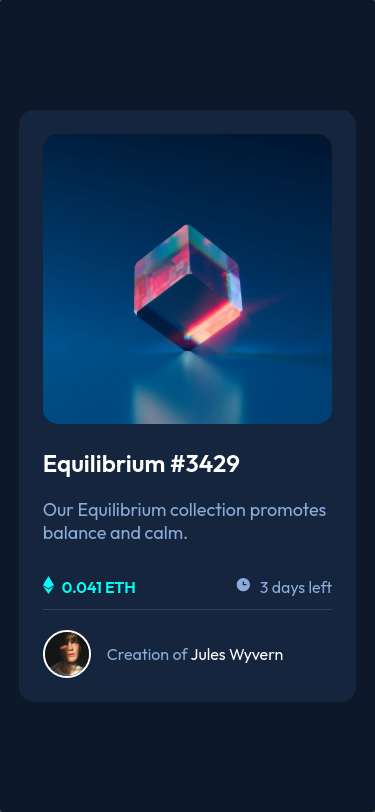 Equilibrium #3429
Our Equilibrium collection promotes
balance and calm.
0.041 ETH
3 days left
Creation of Jules Wyvern